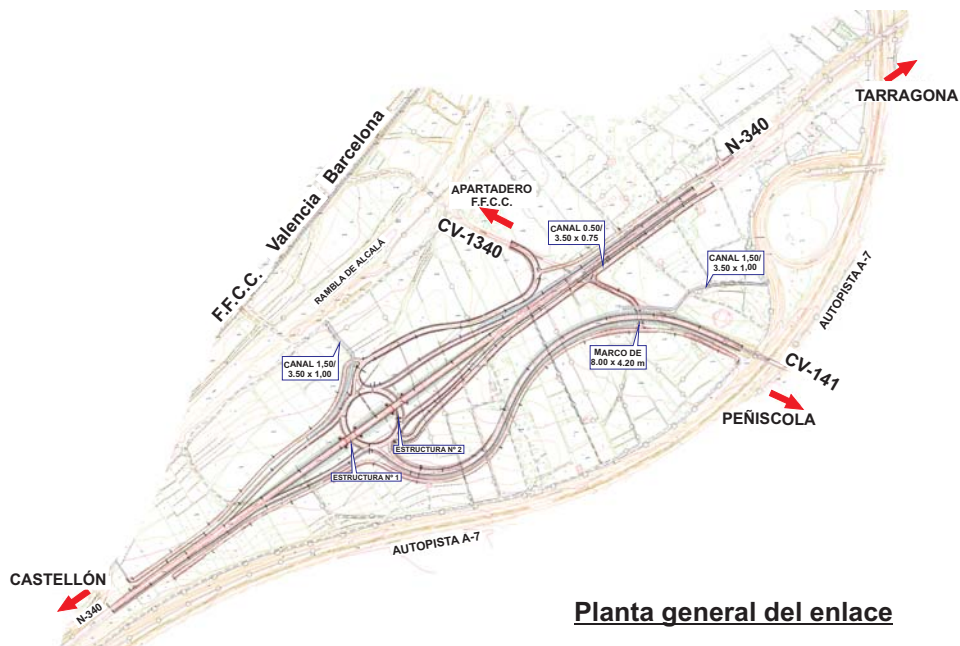 TARRAGONA
N-340
F.F.C.C. Valencia Barcelona
APARTADERO
F.F.C.C.
CV-1340
CANAL 0.50/
3.50 x 0.75
CANAL 1,50/
3.50 x 1,00
RAMBLA DE ALCALÁ
AUTOPISTA A-7
CANAL 1,50/
3.50 x 1,00
MARCO DE
8.00 x 4.20 m
CV-141
PEÑISCOLA
ESTRUCTURA Nº 2
ESTRUCTURA Nº 1
AUTOPISTA A-7
CASTELLÓN
N-340
Planta general del enlace